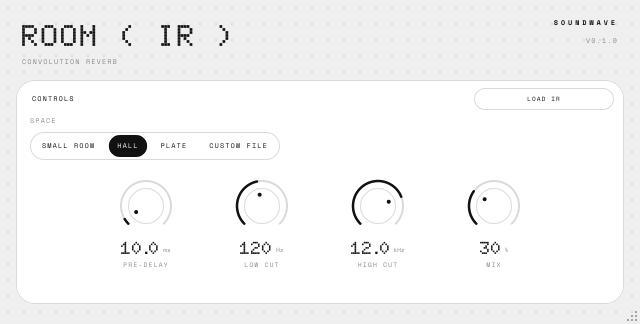 ROOM ( IR )
SOUNDWAVE
V0.1.0
CONVOLUTION REVERB
CONTROLS
LOAD IR
SPACE
SMALL ROOM HALL PLATE CUSTOM FILE
10.0 ms 120 Hz 12.0 kHz 30 %
PRE-DELAY LOW CUT HIGH CUT MIX